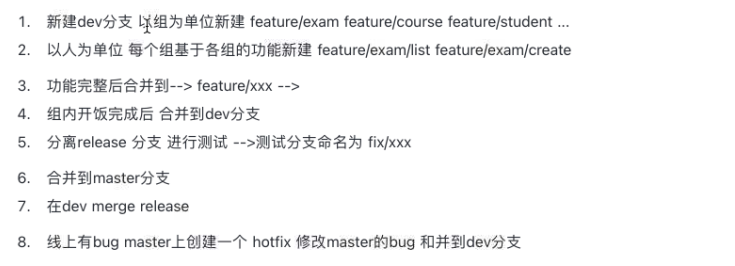 1. 新建dev分支 以组为单位新建 feature/exam feature/course feature/student ...
2. 以人为单位 每个组基于各组的功能新建 feature/exam/list feature/exam/create
3. 功能完整后合并到--> feature/xxx -->
4. 组内开饭完成后 合并到dev分支
5. 分离release 分支 进行测试 -->测试分支命名为 fix/xxx
6. 合并到master分支
7. 在dev merge release
8. 线上有bug master上创建一个 hotfix 修改master的bug 和并到dev分支